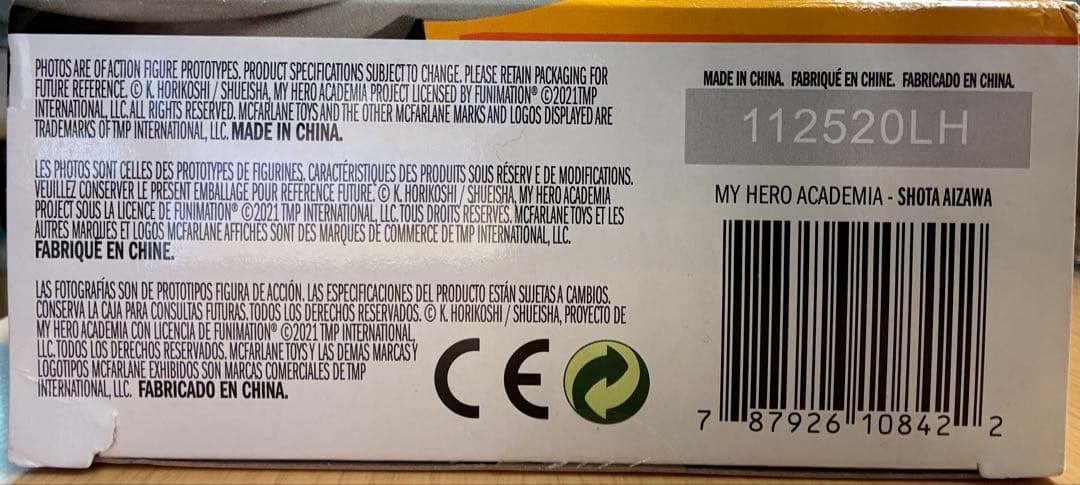 PHOTOS ARE OF ACTION FIGURE PROTOTYPES. PRODUCT SPECIFICATIONS SUBJECT TO CHANGE. PLEASE RETAIN PACKAGING FOR
FUTURE REFERENCE. © K. HORIKOSHI / SHUEISHA, MY HERO ACADEMIA PROJECT LICENSED BY FUNIMATION® ©2021 TMP
INTERNATIONAL, LLC. ALL RIGHTS RESERVED. MCFARLANE TOYS AND THE OTHER MCFARLANE MARKS AND LOGOS DISPLAYED ARE
TRADEMARKS OF TMP INTERNATIONAL, LLC. MADE IN CHINA.
LES PHOTOS SONT CELLES DES PROTOTYPES DE FIGURINES. CARACTÉRISTIQUES DES PRODUITS SOUS RÉSERV E DE MODIFICATIONS.
VEUILLEZ CONSERVER LE PRÉSENT EMBALLAGE POUR RÉFÉRENCE FUTURE. © K. HORIKOSHI / SHUEISHA, MY HERO ACADEMIA
PROJECT SOUS LA LICENCE DE FUNIMATION® ©2021 TMP INTERNATIONAL, LLC. TOUS DROITS RÉSERVÉS. MCFARLANE TOYS ET LES
AUTRES MARQUES ET LOGOS MCFARLANE AFFICHÉS SONT DES MARQUES DE COMMERCE DE TMP INTERNATIONAL, LLC.
FABRIQUÉ EN CHINE.
LAS FOTOGRAFÍAS SON DE PROTOTIPOS FIGURA DE ACCIÓN. LAS ESPECIFICACIONES DEL PRODUCTO ESTÁN SUJETAS A CAMBIOS.
CONSERVA LA CAJA PARA CONSULTAS FUTURAS. TODOS LOS DERECHOS RESERVADOS. © K. HORIKOSHI / SHUEISHA, PROYECTO DE
MY HERO ACADEMIA CON LICENCIA DE FUNIMATION® ©2021 TMP INTERNATIONAL,
LLC. TODOS LOS DERECHOS RESERVADOS. MCFARLANE TOYS Y LAS DEMAS MARCAS Y
LOGOTIPOS MCFARLANE EXHIBIDOS SON MARCAS COMERCIALES DE TMP
INTERNATIONAL, LLC. FABRICADO EN CHINA.
CE
MADE IN CHINA. FABRIQUÉ EN CHINE. FABRICADO EN CHINA.
112520LH
MY HERO ACADEMIA - SHOTA AIZAWA
7 87926 10842 2